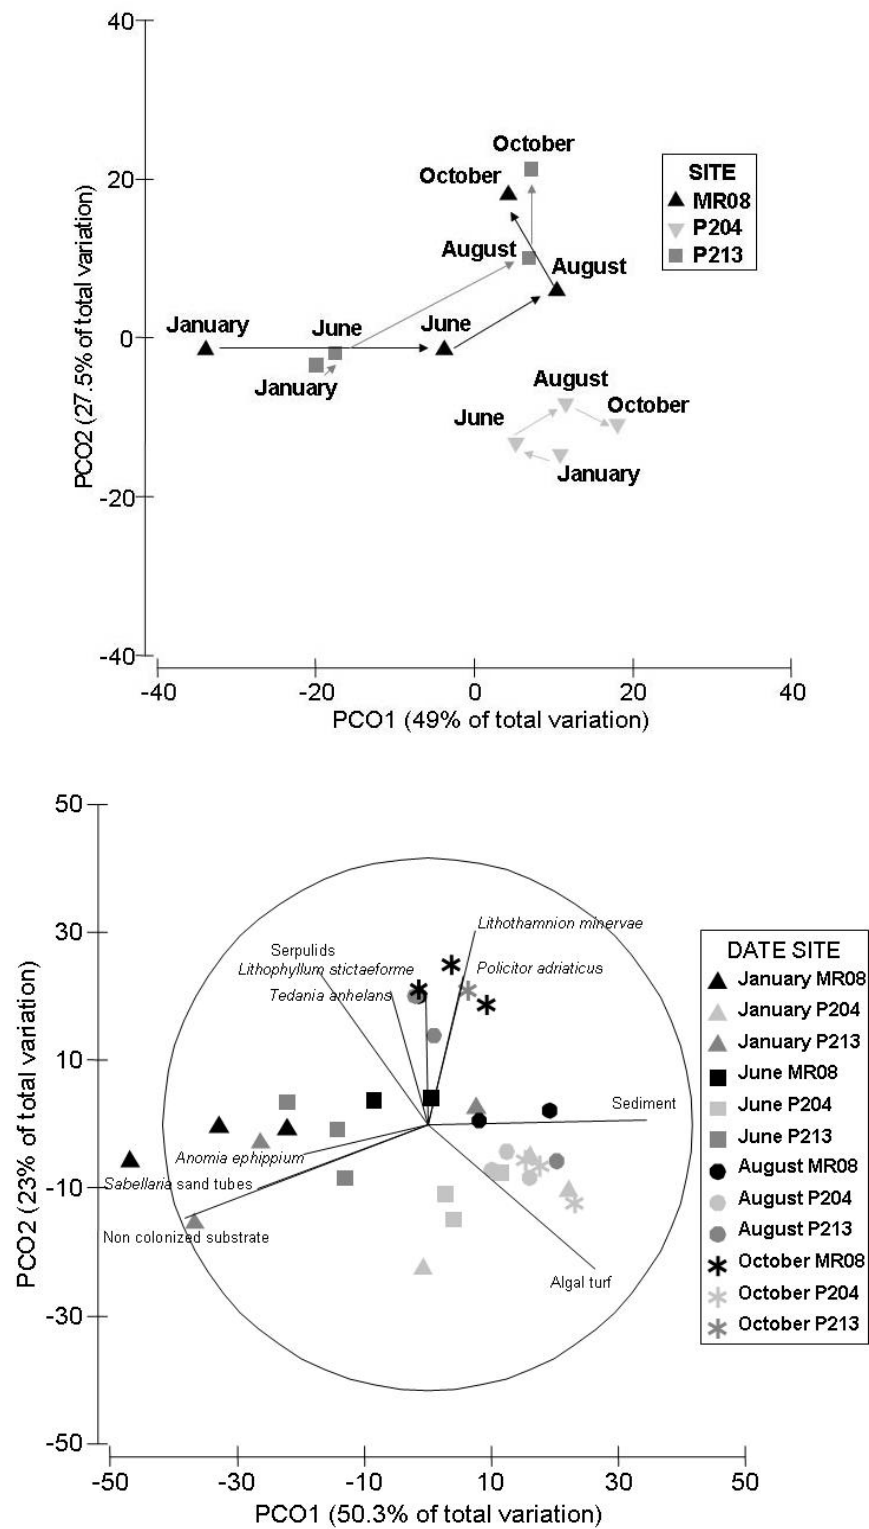 40
October
October
SITE
MR08
P204
P213
20
August
August
January
June
June
0
January
August
October
June
January
-20
-40
PCO2 (27.5% of total variation)
-40
-20
0
20
40
PCO1 (49% of total variation)
50
30
10
-10
-30
-50
PCO2 (23% of total variation)
Lithothamnion minervae
Serpulids
Lithophyllum stictaeforme
Policitor adriaticus
Tedania anhelans
Sediment
Anomia ephippium
Sabellaria sand tubes
Non colonized substrate
Algal turf
DATE SITE
January MR08
January P204
January P213
June MR08
June P204
June P213
August MR08
August P204
August P213
October MR08
October P204
October P213
-50
-30
-10
10
30
50
PCO1 (50.3% of total variation)